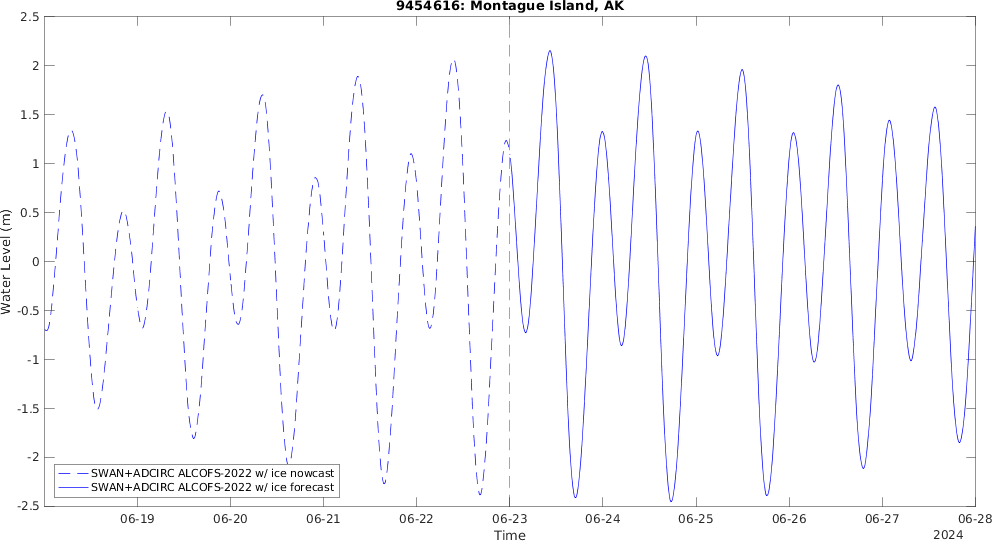 9454616: Montague Island, AK
Water Level (m)
2.5
2
1.5
1
0.5
0
-0.5
-1
-1.5
-2
-2.5
SWAN+ADCIRC ALCOFS-2022 w/ ice nowcast
SWAN+ADCIRC ALCOFS-2022 w/ ice forecast
06-19 06-20 06-21 06-22 06-23 06-24 06-25 06-26 06-27 06-28
Time
2024